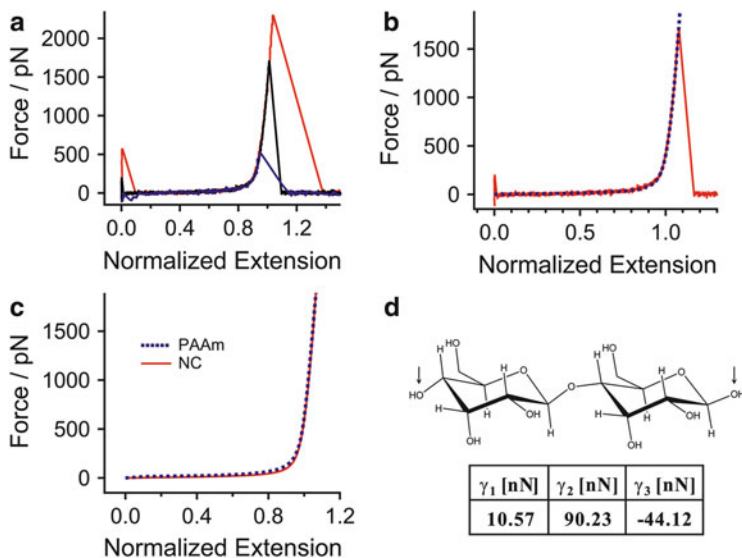 a
2000
1500
1000
500
0
Force / pN
0.0 0.4 0.8 1.2
Normalized Extension
b
1500
1000
500
0
Force / pN
0.0 0.5 1.0
Normalized Extension
c
1500
1000
500
0
Force / pN
PAAm
NC
0.0 0.4 0.8 1.2
Normalized Extension
d
HO
H
HO
H
O
H
OH
OH
H
O
HO
H
HO
H
O
H
OH
OH
H
OH
γ₁ [nN] γ₂ [nN] γ₃ [nN]
10.57 90.23 -44.12